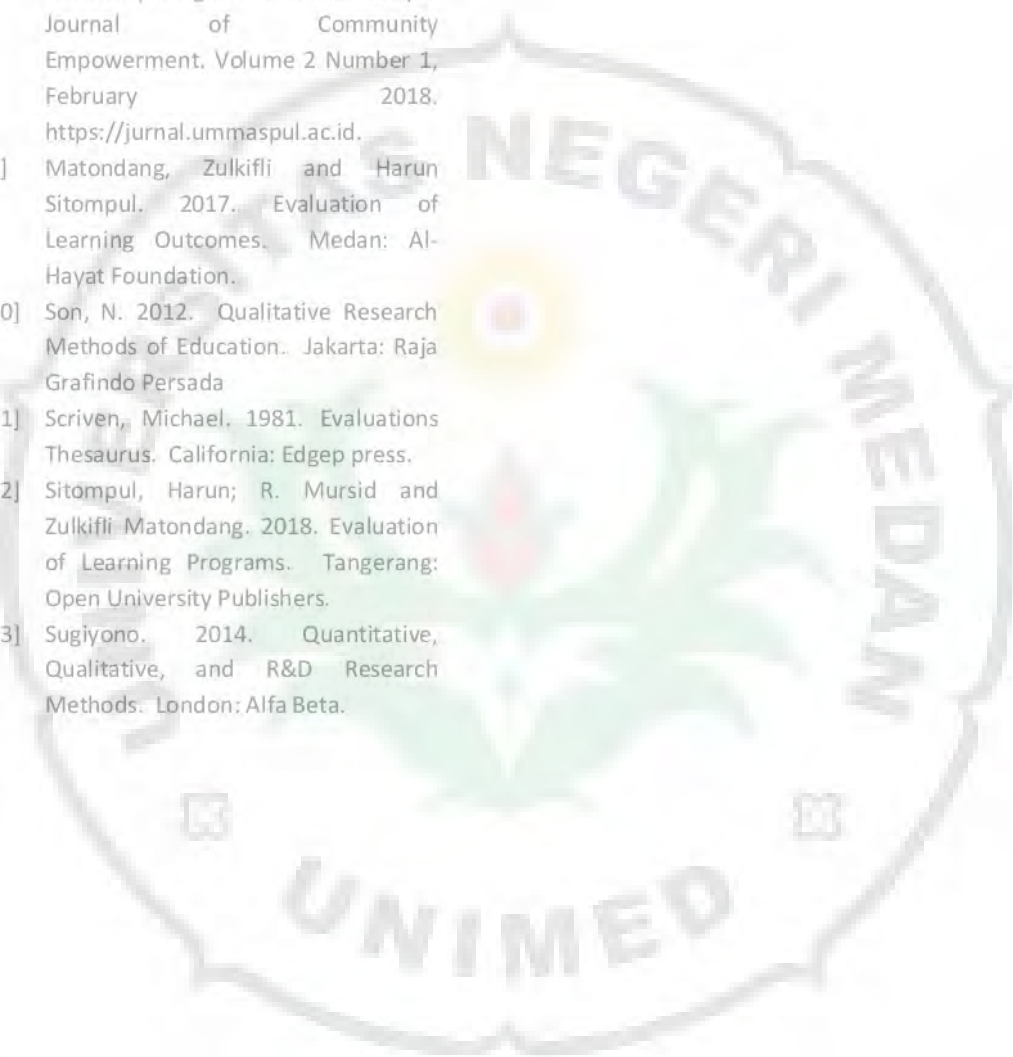 Journal of Community
Empowerment. Volume 2 Number 1,
February 2018.
https://jurnal.ummaspul.ac.id.
] Matondang, Zulkifli and Harun
Sitompul. 2017. Evaluation of
Learning Outcomes. Medan: Al-
Hayat Foundation.
0] Son, N. 2012. Qualitative Research
Methods of Education. Jakarta: Raja
Grafindo Persada
1] Scriven, Michael. 1981. Evaluations
Thesaurus. California: Edgep press.
2] Sitompul, Harun; R. Mursid and
Zulkifli Matondang. 2018. Evaluation
of Learning Programs. Tangerang:
Open University Publishers.
3] Sugiyono. 2014. Quantitative,
Qualitative, and R&D Research
Methods. London: Alfa Beta.
UNIVERSITAS NEGERI MEDAN
UNIMED